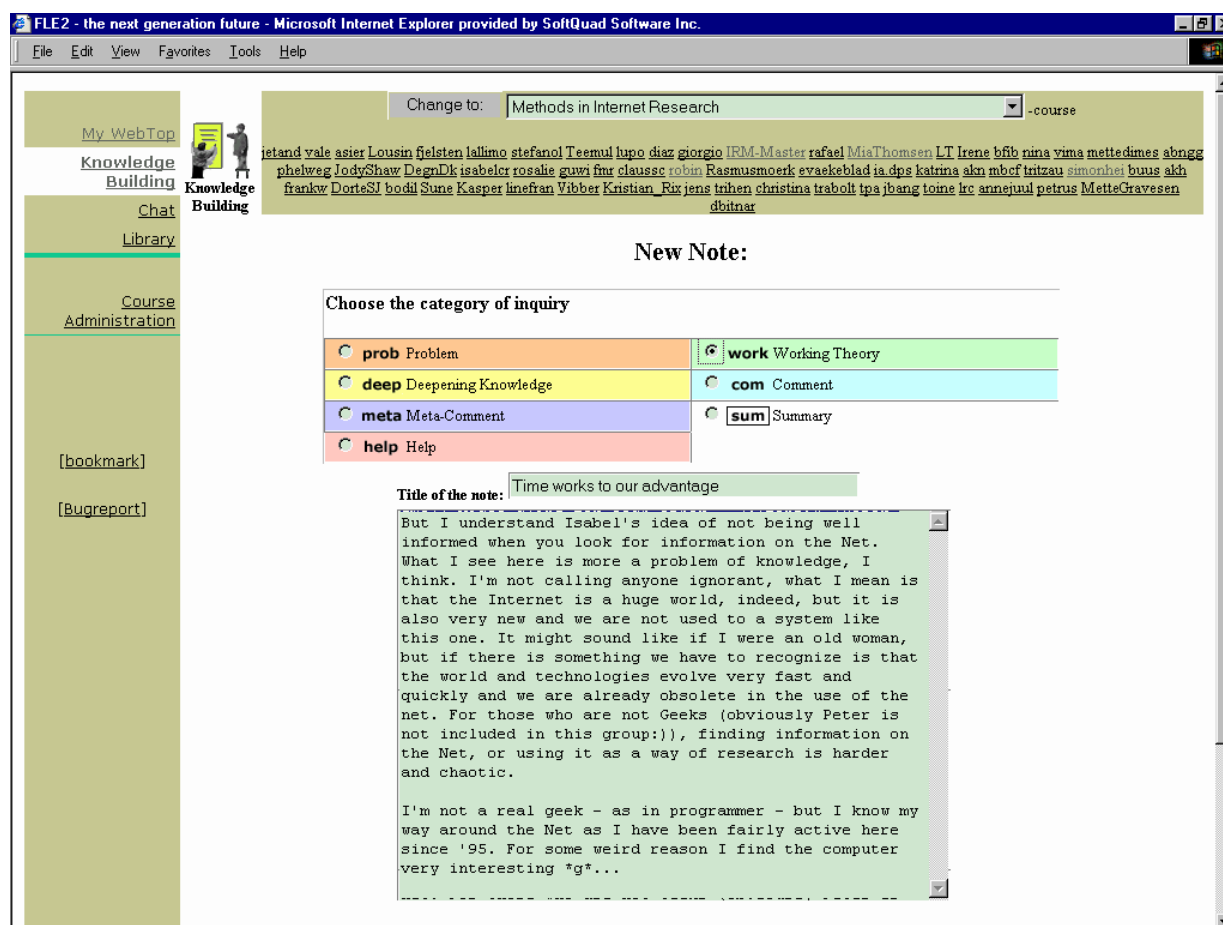 FLE2 - the next generation future - Microsoft Internet Explorer provided by SoftQuad Software Inc.
File Edit View Favorites Tools Help
My WebTop
Knowledge
Building
Chat
Library
Course
Administration
[bookmark]
[Bugreport]
Knowledge
Building
Change to: Methods in Internet Research -course
jetand vale asier Lousin fjelsten lallimo stefanol Teemul lupo diaz giorgio IRM-Master rafael MiaThomsen LT Irene bfib nina vima mettedimes abngg
phelweg JodyShaw DegnDk isabelcr rosalie guwi fmr claussc robin Rasmusmoerk evaekeblad ia.dps katrina akn mbcf tritzau simonhei buus akh
frankw DorteSJ bodil Sune Kasper linefran Vibber Kristian_Rix jens trihen christina trabolt tpa jbang toine lrc annejuul petrus MetteGravesen
dbitnar
New Note:
Choose the category of inquiry
prob Problem
work Working Theory
deep Deepening Knowledge
com Comment
meta Meta-Comment
sum Summary
help Help
Title of the note: Time works to our advantage
But I understand Isabel's idea of not being well
informed when you look for information on the Net.
What I see here is more a problem of knowledge, I
think. I'm not calling anyone ignorant, what I mean is
that the Internet is a huge world, indeed, but it is
also very new and we are not used to a system like
this one. It might sound like if I were an old woman,
but if there is something we have to recognize is that
the world and technologies evolve very fast and
quickly and we are already obsolete in the use of the
net. For those who are not Geeks (obviously Peter is
not included in this group:)), finding information on
the Net, or using it as a way of research is harder
and chaotic.
I'm not a real geek - as in programmer - but I know my
way around the Net as I have been fairly active here
since '95. For some weird reason I find the computer
very interesting *g*...